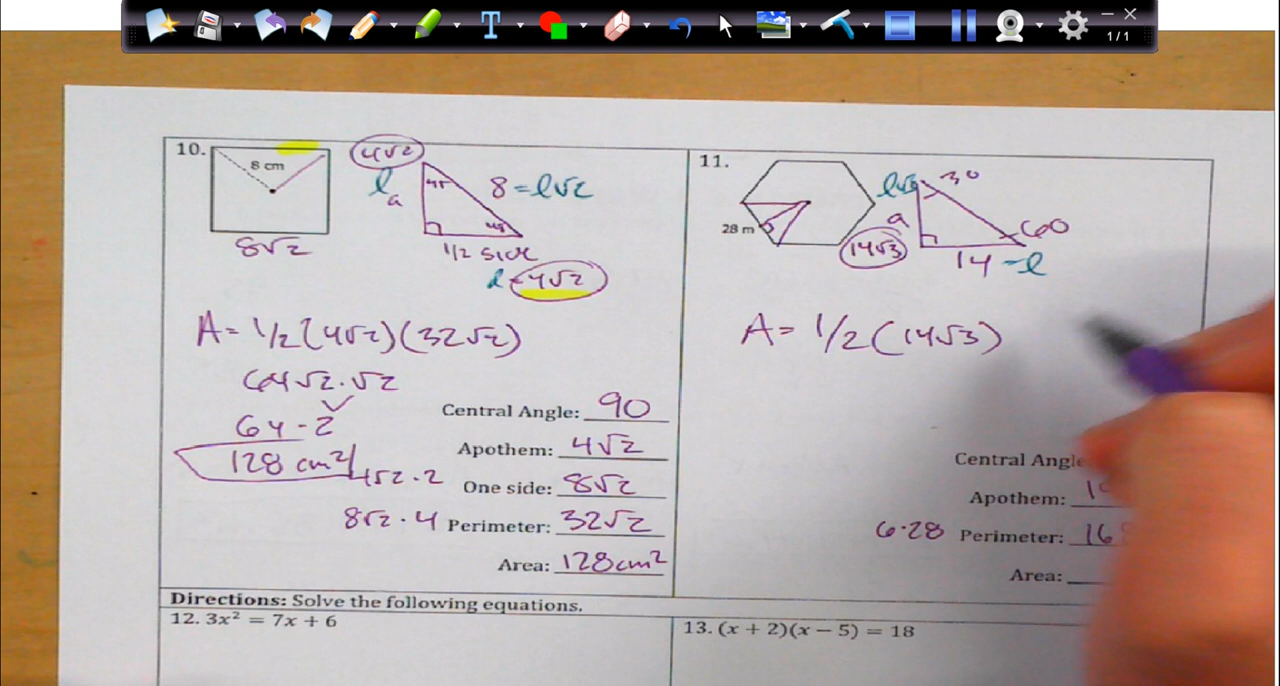 1/1
10.
8 cm
4√2
l
a
45
8 = l√2
45
8√2
1/2 side
l = 4√2
A = 1/2 (4√2)(32√2)
64√2 · √2
64 · 2
128 cm²
4√2 · 2
8√2 · 4
Central Angle: 90
Apothem: 4√2
One side: 8√2
Perimeter: 32√2
Area: 128 cm²
11.
28 m
l√3
30
a
60
14√3
14 = l
A = 1/2 (14√3)
Central Angle
Apothem:
6·28 Perimeter: 168
Area:
Directions: Solve the following equations.
12. 3x² = 7x + 6
13. (x + 2)(x − 5) = 18